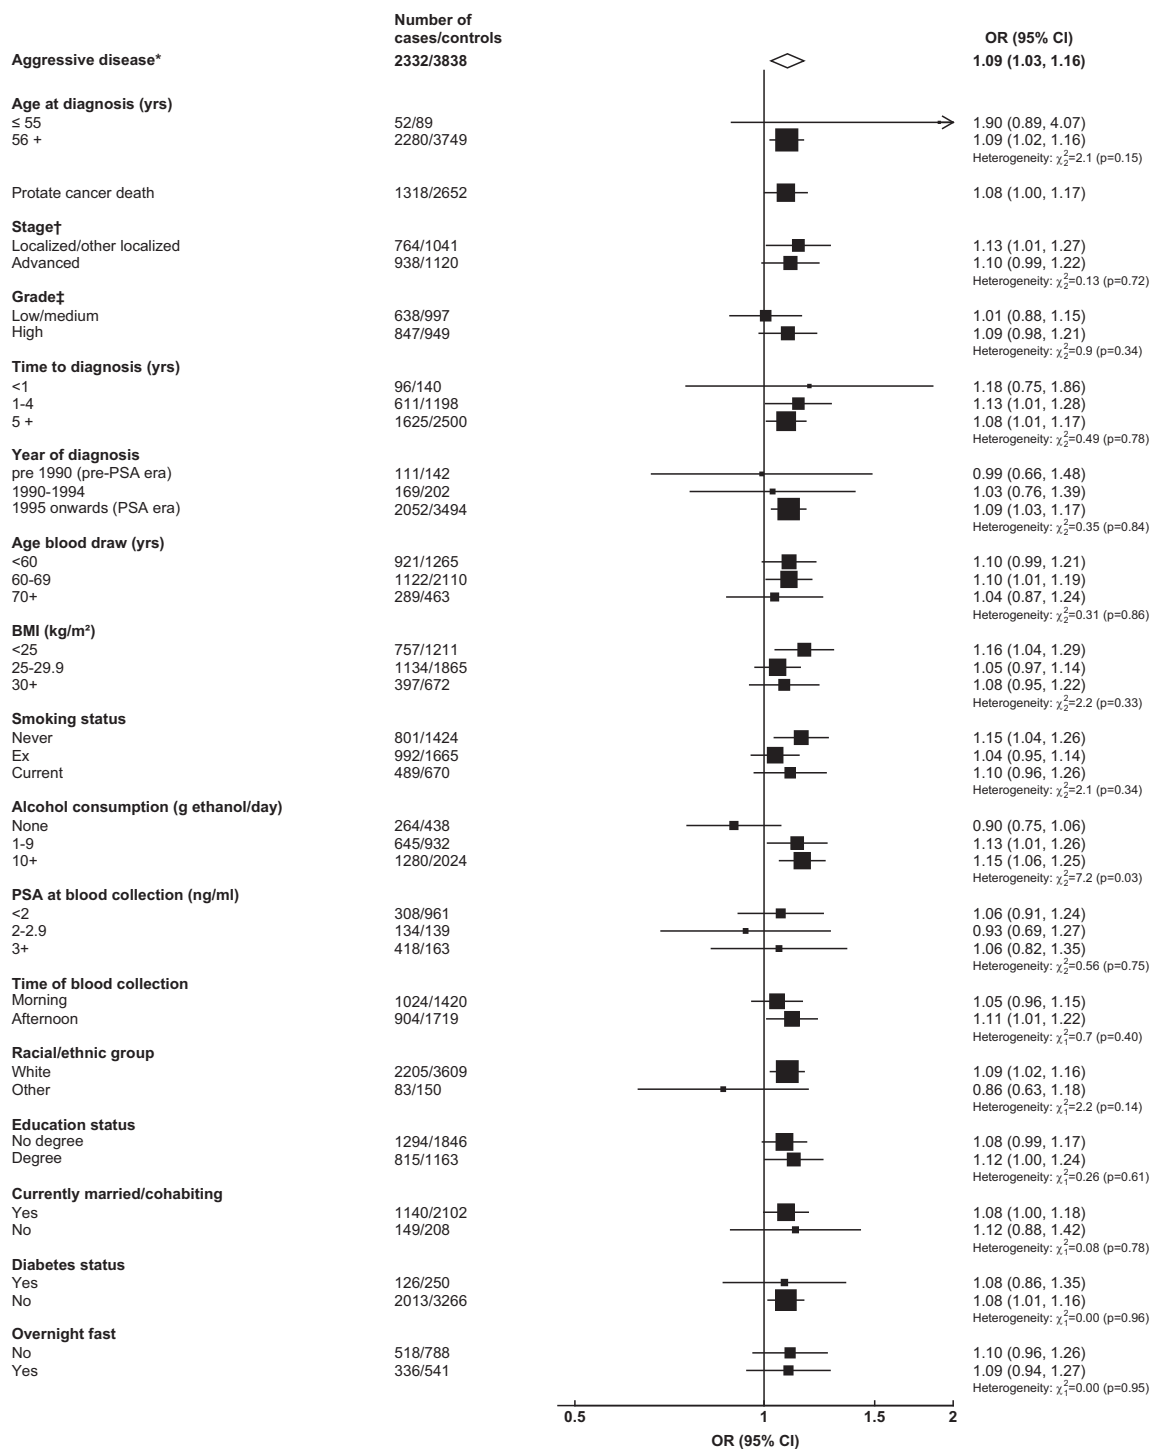 Number of
cases/controls
OR (95% CI)
Aggressive disease* 2332/3838 1.09 (1.03, 1.16)
Age at diagnosis (yrs)
≤ 55 52/89 1.90 (0.89, 4.07)
56 + 2280/3749 1.09 (1.02, 1.16)
Heterogeneity: χ²₂=2.1 (p=0.15)
Protate cancer death 1318/2652 1.08 (1.00, 1.17)
Stage†
Localized/other localized 764/1041 1.13 (1.01, 1.27)
Advanced 938/1120 1.10 (0.99, 1.22)
Heterogeneity: χ²₂=0.13 (p=0.72)
Grade‡
Low/medium 638/997 1.01 (0.88, 1.15)
High 847/949 1.09 (0.98, 1.21)
Heterogeneity: χ²₂=0.9 (p=0.34)
Time to diagnosis (yrs)
<1 96/140 1.18 (0.75, 1.86)
1-4 611/1198 1.13 (1.01, 1.28)
5 + 1625/2500 1.08 (1.01, 1.17)
Heterogeneity: χ²₂=0.49 (p=0.78)
Year of diagnosis
pre 1990 (pre-PSA era) 111/142 0.99 (0.66, 1.48)
1990-1994 169/202 1.03 (0.76, 1.39)
1995 onwards (PSA era) 2052/3494 1.09 (1.03, 1.17)
Heterogeneity: χ²₂=0.35 (p=0.84)
Age blood draw (yrs)
<60 921/1265 1.10 (0.99, 1.21)
60-69 1122/2110 1.10 (1.01, 1.19)
70+ 289/463 1.04 (0.87, 1.24)
Heterogeneity: χ²₂=0.31 (p=0.86)
BMI (kg/m²)
<25 757/1211 1.16 (1.04, 1.29)
25-29.9 1134/1865 1.05 (0.97, 1.14)
30+ 397/672 1.08 (0.95, 1.22)
Heterogeneity: χ²₂=2.2 (p=0.33)
Smoking status
Never 801/1424 1.15 (1.04, 1.26)
Ex 992/1665 1.04 (0.95, 1.14)
Current 489/670 1.10 (0.96, 1.26)
Heterogeneity: χ²₂=2.1 (p=0.34)
Alcohol consumption (g ethanol/day)
None 264/438 0.90 (0.75, 1.06)
1-9 645/932 1.13 (1.01, 1.26)
10+ 1280/2024 1.15 (1.06, 1.25)
Heterogeneity: χ²₂=7.2 (p=0.03)
PSA at blood collection (ng/ml)
<2 308/961 1.06 (0.91, 1.24)
2-2.9 134/139 0.93 (0.69, 1.27)
3+ 418/163 1.06 (0.82, 1.35)
Heterogeneity: χ²₂=0.56 (p=0.75)
Time of blood collection
Morning 1024/1420 1.05 (0.96, 1.15)
Afternoon 904/1719 1.11 (1.01, 1.22)
Heterogeneity: χ²₁=0.7 (p=0.40)
Racial/ethnic group
White 2205/3609 1.09 (1.02, 1.16)
Other 83/150 0.86 (0.63, 1.18)
Heterogeneity: χ²₁=2.2 (p=0.14)
Education status
No degree 1294/1846 1.08 (0.99, 1.17)
Degree 815/1163 1.12 (1.00, 1.24)
Heterogeneity: χ²₁=0.26 (p=0.61)
Currently married/cohabiting
Yes 1140/2102 1.08 (1.00, 1.18)
No 149/208 1.12 (0.88, 1.42)
Heterogeneity: χ²₁=0.08 (p=0.78)
Diabetes status
Yes 126/250 1.08 (0.86, 1.35)
No 2013/3266 1.08 (1.01, 1.16)
Heterogeneity: χ²₁=0.00 (p=0.96)
Overnight fast
No 518/788 1.10 (0.96, 1.26)
Yes 336/541 1.09 (0.94, 1.27)
Heterogeneity: χ²₁=0.00 (p=0.95)
0.5 1 1.5 2
OR (95% CI)